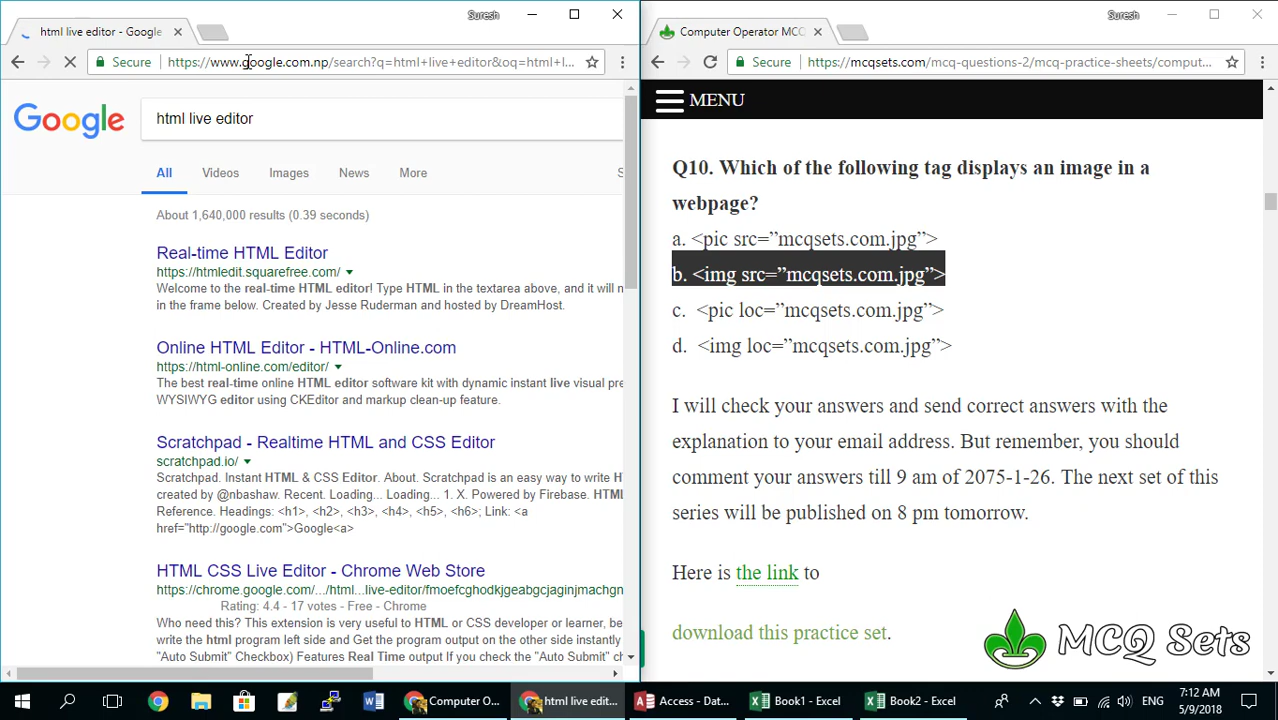 Suresh
html live editor - Google
Secure
https://www.google.com.np/search?q=html+live+editor&oq=html+l...
Google
html live editor
All Videos Images News More
About 1,640,000 results (0.39 seconds)
Real-time HTML Editor
https://htmledit.squarefree.com/
Welcome to the real-time HTML editor! Type HTML in the textarea above, and it will
in the frame below. Created by Jesse Ruderman and hosted by DreamHost.
Online HTML Editor - HTML-Online.com
https://html-online.com/editor/
The best real-time online HTML editor software kit with dynamic instant live visual pre
WYSIWYG editor using CKEditor and markup clean-up feature.
Scratchpad - Realtime HTML and CSS Editor
scratchpad.io/
Scratchpad. Instant HTML & CSS Editor. About. Scratchpad is an easy way to write H
created by @nbashaw. Recent. Loading... Loading... 1. X. Powered by Firebase. HTML
Reference. Headings: <h1>, <h2>, <h3>, <h4>, <h5>, <h6>; Link: <a
href="http://google.com">Google<a>
HTML CSS Live Editor - Chrome Web Store
https://chrome.google.com/.../html...live-editor/fmoefcghodkjgeabgcjaginjmachgn
Rating: 4.4 - 17 votes - Free - Chrome
Who need this? This extension is very useful to HTML or CSS developer or learner, be
write the html program left side and Get the program output on the other side instantly
"Auto Submit" Checkbox) Features Real Time output If you check the "Auto Submit" ch
Suresh
Computer Operator MCQ
Secure
https://mcqsets.com/mcq-questions-2/mcq-practice-sheets/comput...
MENU
Q10. Which of the following tag displays an image in a
webpage?
a. <pic src=”mcqsets.com.jpg”>
b. <img src=”mcqsets.com.jpg”>
c. <pic loc=”mcqsets.com.jpg”>
d. <img loc=”mcqsets.com.jpg”>
I will check your answers and send correct answers with the
explanation to your email address. But remember, you should
comment your answers till 9 am of 2075-1-26. The next set of this
series will be published on 8 pm tomorrow.
Here is the link to
download this practice set.
MCQ Sets
Computer O...
html live edit...
Access - Dat...
Book1 - Excel
Book2 - Excel
ENG
7:12 AM
5/9/2018